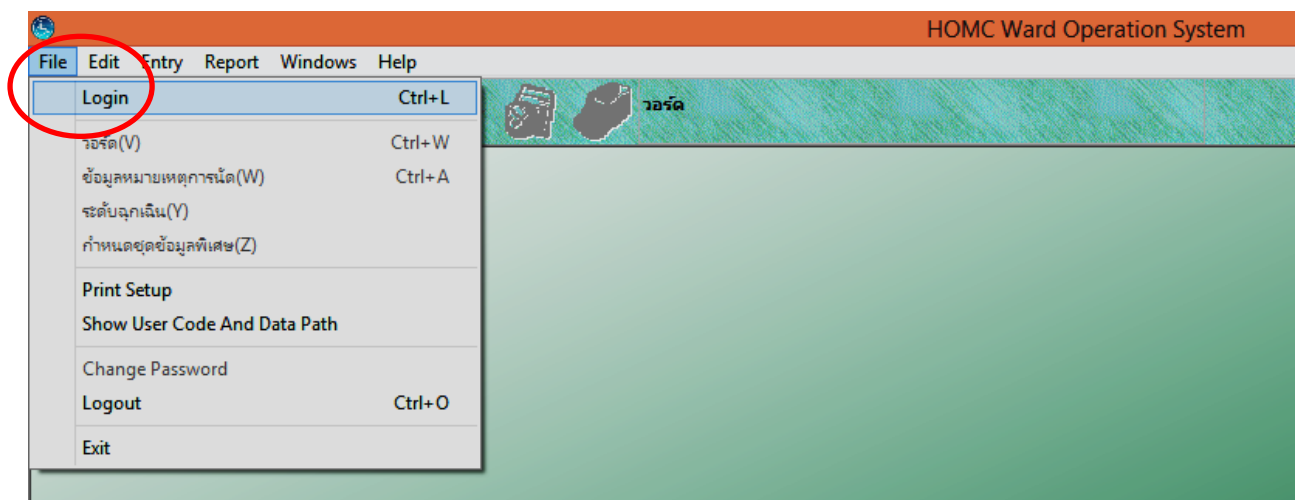 HOMC Ward Operation System
File Edit Entry Report Windows Help
Login Ctrl+L
วอร์ด
วอร์ด(V) Ctrl+W
ข้อมูลหมายเหตุการนัด(W) Ctrl+A
ระดับฉุกเฉิน(Y)
กำหนดชุดข้อมูลพิเศษ(Z)
Print Setup
Show User Code And Data Path
Change Password
Logout Ctrl+O
Exit